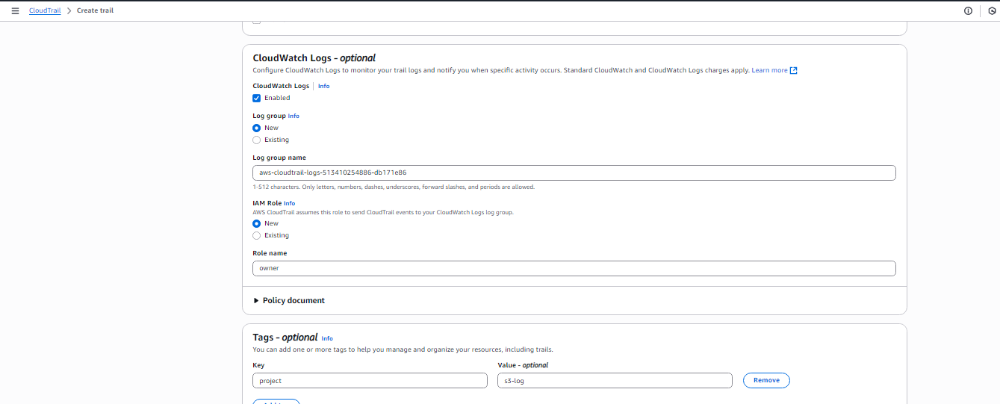 CloudTrail > Create trail
CloudWatch Logs - optional
Configure CloudWatch Logs to monitor your trail logs and notify you when specific activity occurs. Standard CloudWatch and CloudWatch Logs charges apply. Learn more
CloudWatch Logs | Info
Enabled
Log group Info
New
Existing
Log group name
aws-cloudtrail-logs-513410254886-db171e86
1-512 characters. Only letters, numbers, dashes, underscores, forward slashes, and periods are allowed.
IAM Role Info
AWS CloudTrail assumes this role to send CloudTrail events to your CloudWatch Logs log group.
New
Existing
Role name
owner
Policy document
Tags - optional Info
You can add one or more tags to help you manage and organize your resources, including trails.
Key Value - optional
project s3-log Remove